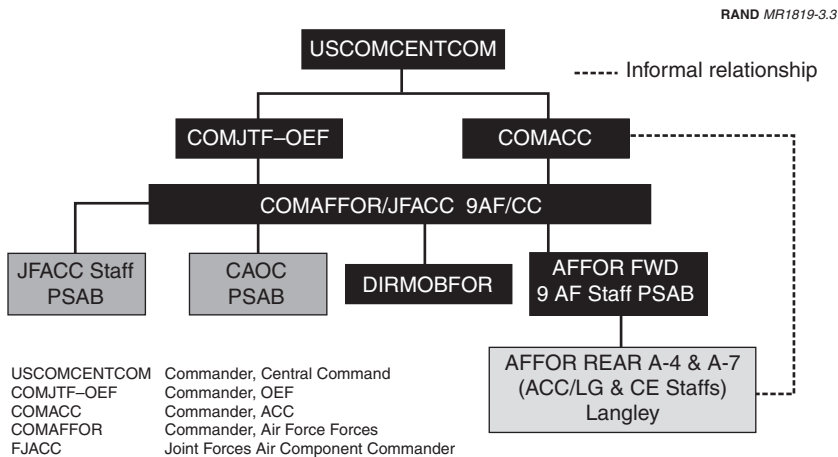 RAND MR1819-3.3
USCOMCENTCOM
Informal relationship
COMJTF–OEF
COMACC
COMAFFOR/JFACC 9AF/CC
JFACC Staff
PSAB
CAOC
PSAB
DIRMOBFOR
AFFOR FWD
9 AF Staff PSAB
AFFOR REAR A-4 & A-7
(ACC/LG & CE Staffs)
Langley
USCOMCENTCOM Commander, Central Command
COMJTF–OEF Commander, OEF
COMACC Commander, ACC
COMAFFOR Commander, Air Force Forces
FJACC Joint Forces Air Component Commander